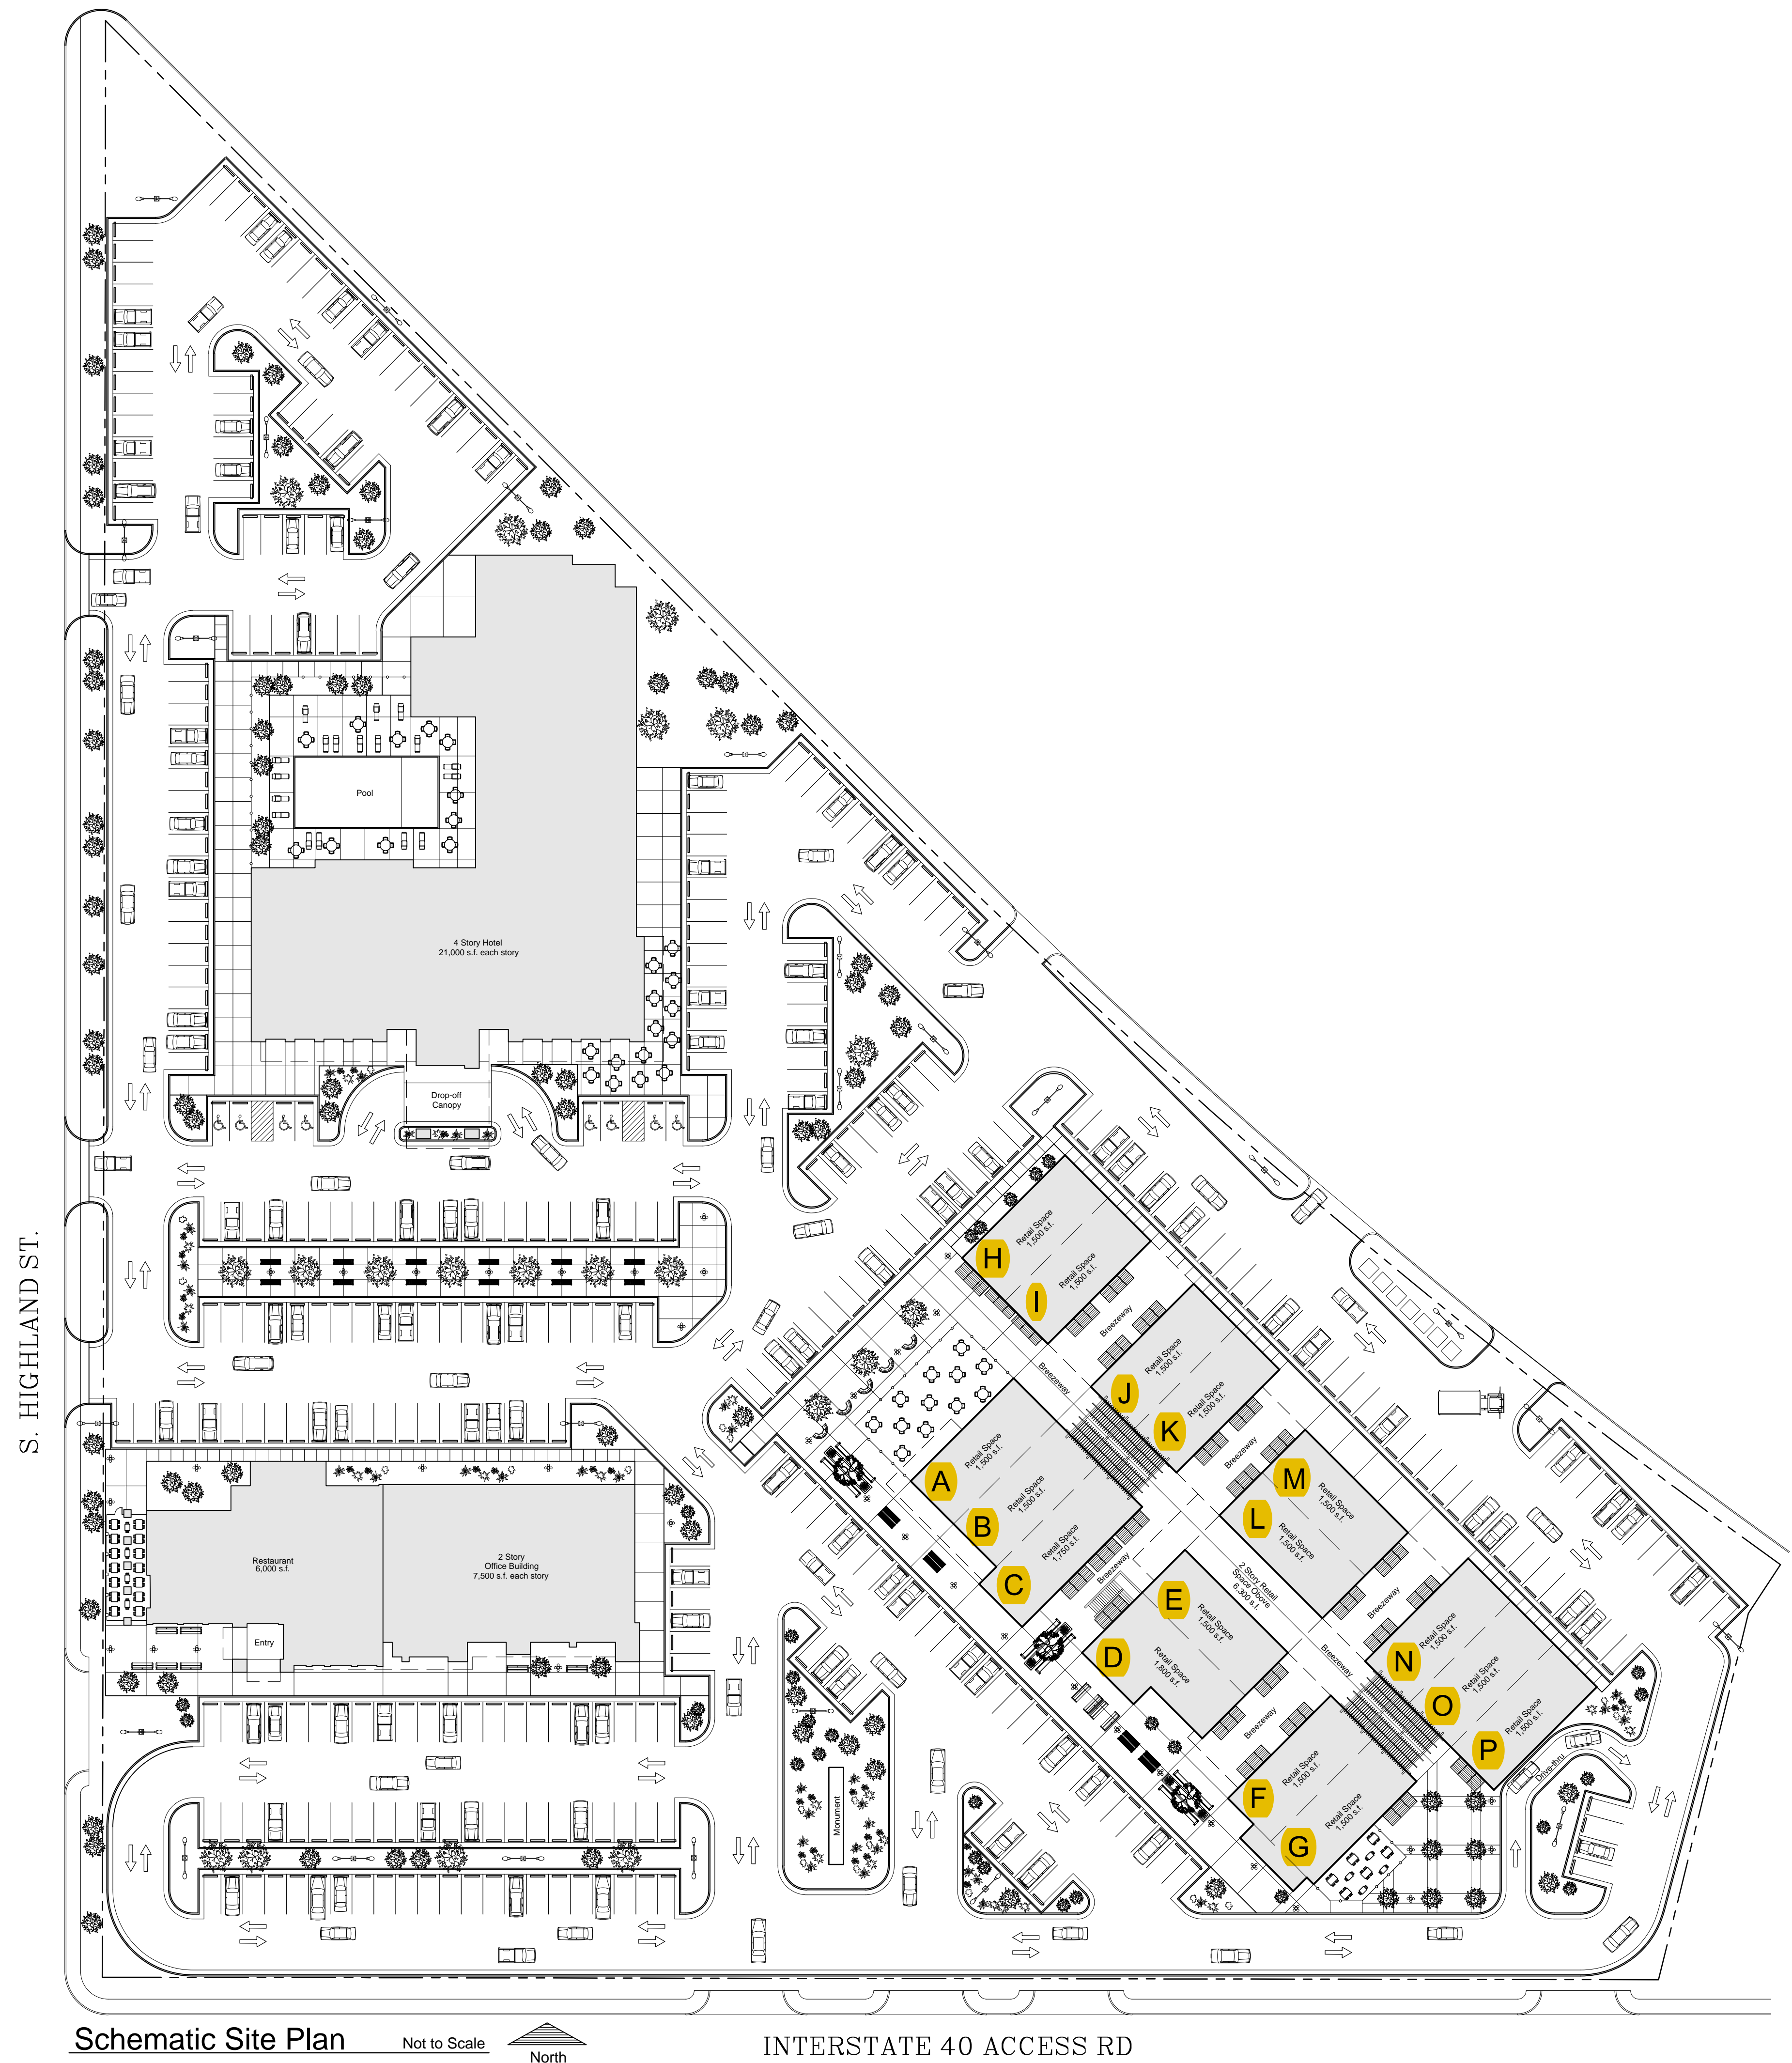 Pool
4 Story Hotel
21,000 s.f. each story
Drop-off
Canopy
S. HIGHLAND ST.
Restaurant
6,000 s.f.
2 Story
Office Building
7,500 s.f. each story
Entry
Monument
H
Retail Space
1,500 s.f.
I
Retail Space
1,500 s.f.
Breezeway
Breezeway
J
Retail Space
1,500 s.f.
K
Retail Space
1,500 s.f.
Breezeway
A
Retail Space
1,500 s.f.
B
Retail Space
1,500 s.f.
C
Retail Space
1,750 s.f.
Breezeway
M
Retail Space
1,500 s.f.
L
Retail Space
1,500 s.f.
2 Story Retail
Space Obove
6,300 s.f.
Breezeway
E
Retail Space
1,500 s.f.
D
Retail Space
1,800 s.f.
Breezeway
Breezeway
N
Retail Space
1,500 s.f.
O
Retail Space
1,500 s.f.
P
Retail Space
1,500 s.f.
Drive-thru
F
Retail Space
1,500 s.f.
G
Retail Space
1,500 s.f.
Schematic Site Plan
Not to Scale
North
INTERSTATE 40 ACCESS RD